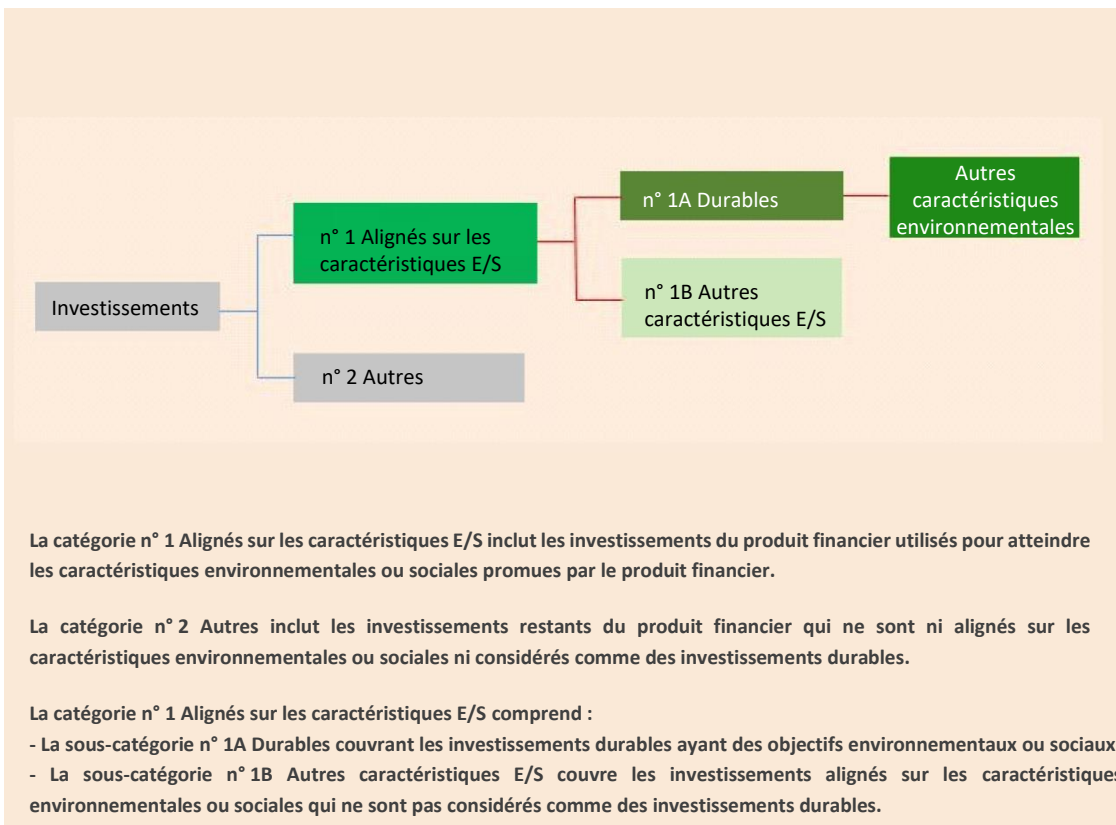 Autres
caractéristiques
environnementales
n° 1A Durables
n° 1 Alignés sur les
caractéristiques E/S
n° 1B Autres
caractéristiques E/S
Investissements
n° 2 Autres
La catégorie n° 1 Alignés sur les caractéristiques E/S inclut les investissements du produit financier utilisés pour atteindre
les caractéristiques environnementales ou sociales promues par le produit financier.
La catégorie n° 2 Autres inclut les investissements restants du produit financier qui ne sont ni alignés sur les
caractéristiques environnementales ou sociales ni considérés comme des investissements durables.
La catégorie n° 1 Alignés sur les caractéristiques E/S comprend :
- La sous-catégorie n° 1A Durables couvrant les investissements durables ayant des objectifs environnementaux ou sociaux
- La sous-catégorie n° 1B Autres caractéristiques E/S couvre les investissements alignés sur les caractéristiques
environnementales ou sociales qui ne sont pas considérés comme des investissements durables.